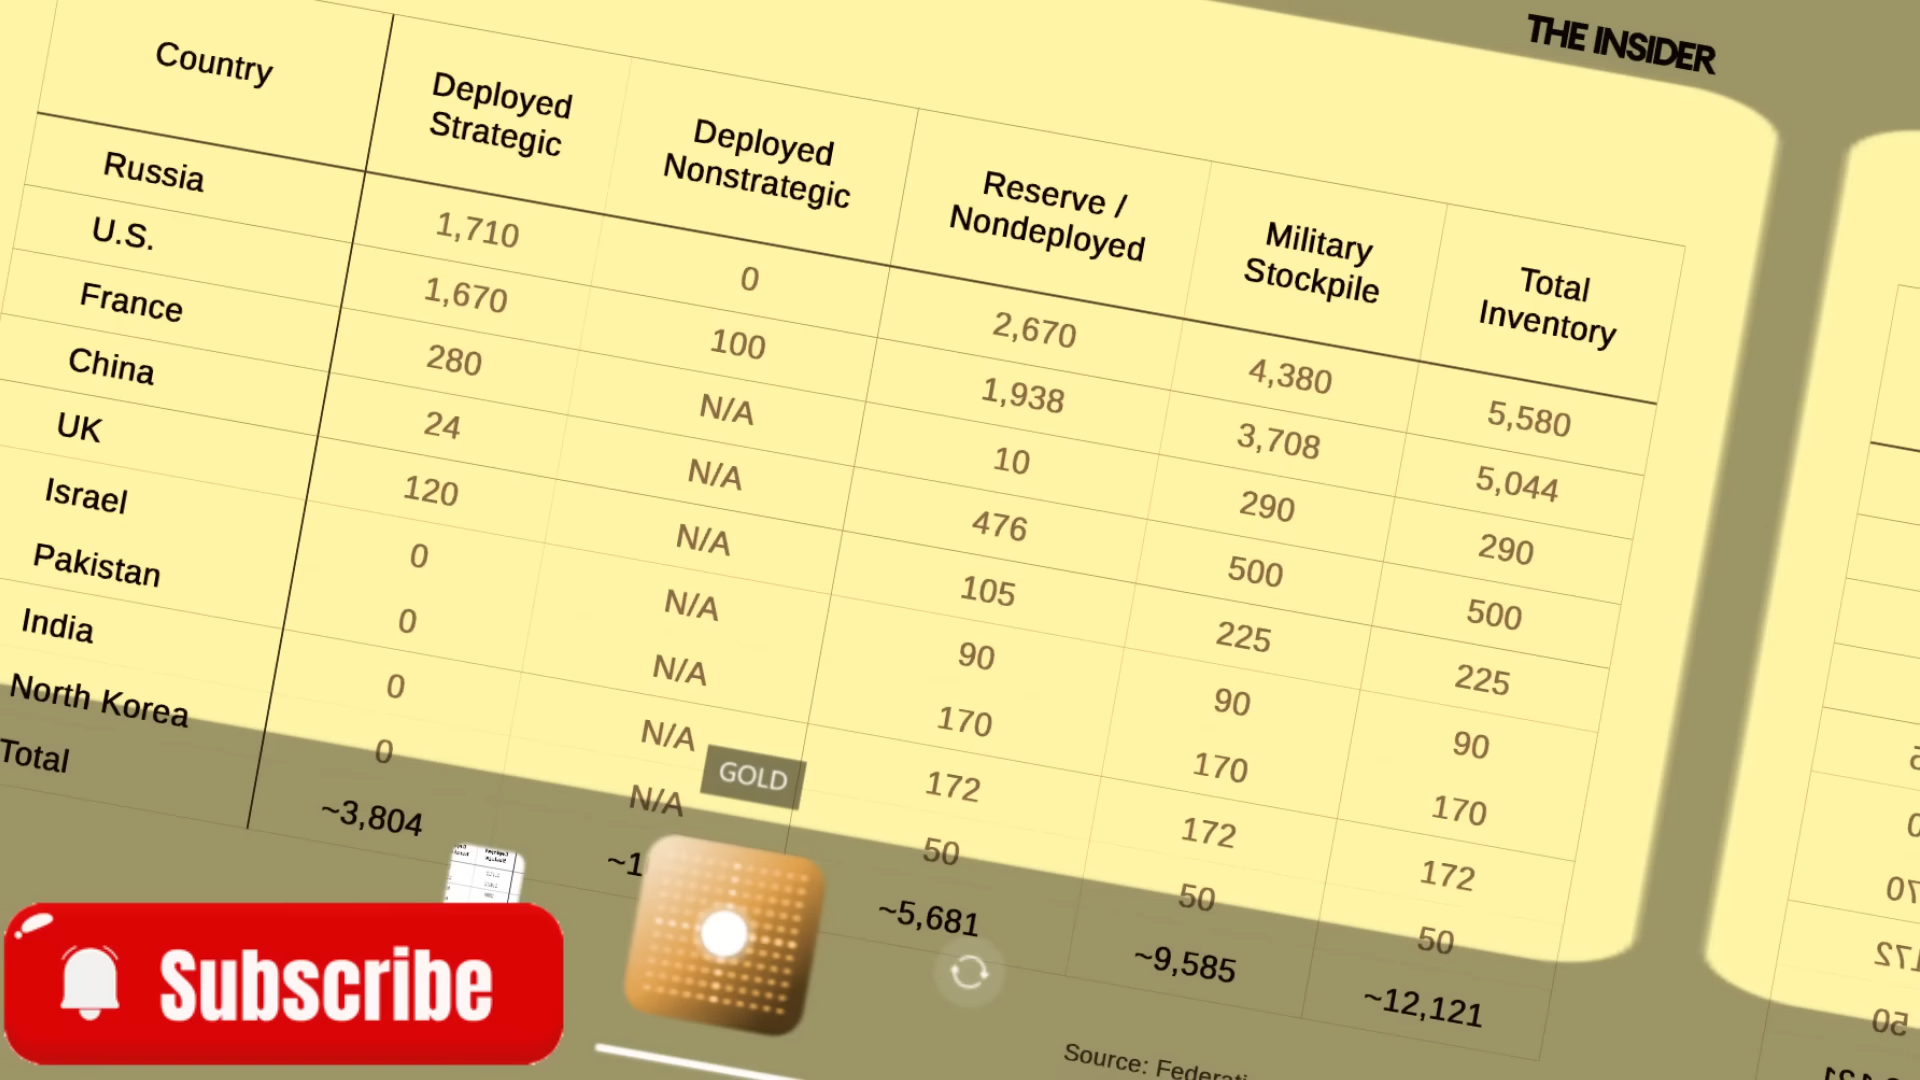 THE INSIDER
Country
Deployed
Strategic
Deployed
Nonstrategic
Reserve /
Nondeployed
Military
Stockpile
Total
Inventory
Russia 1,710 0 2,670 4,380 5,580
U.S. 1,670 100 1,938 3,708 5,044
France 280 N/A 10 290 290
China 24 N/A 476 500 500
UK 120 N/A 105 225 225
Israel 0 N/A 90 90 90
Pakistan 0 N/A 170 170 170
India 0 N/A 172 172 172
North Korea 0 N/A 50 50 50
Total ~3,804 ~1 ~5,681 ~9,585 ~12,121
GOLD
Subscribe
Source: